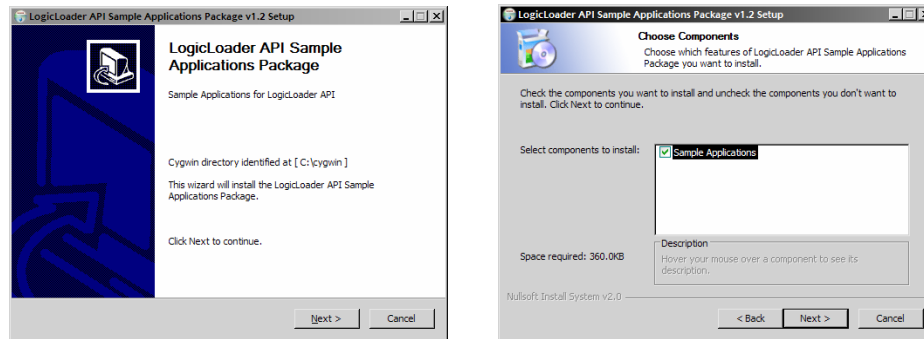 LogicLoader API Sample Applications Package v1.2 Setup
LogicLoader API Sample
Applications Package
Sample Applications for LogicLoader API
Cygwin directory identified at [ C:\cygwin ]
This wizard will install the LogicLoader API Sample
Applications Package.
Click Next to continue.
Next >
Cancel
LogicLoader API Sample Applications Package v1.2 Setup
Choose Components
Choose which features of LogicLoader API Sample Applications
Package you want to install.
Check the components you want to install and uncheck the components you don't want to
install. Click Next to continue.
Select components to install:
Sample Applications
Space required: 360.0KB
Description
Hover your mouse over a component to see its
description.
Nullsoft Install System v2.0
< Back
Next >
Cancel